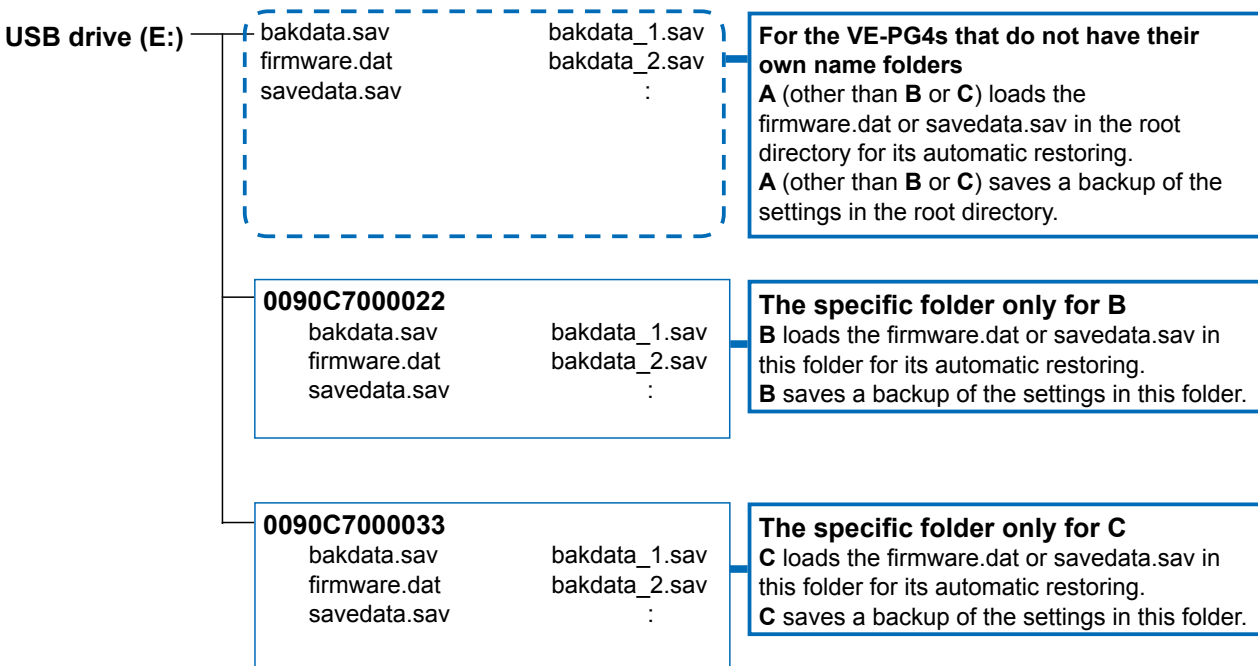 USB drive (E:)
bakdata.sav bakdata_1.sav
firmware.dat bakdata_2.sav
savedata.sav :
For the VE-PG4s that do not have their
own name folders
A (other than B or C) loads the
firmware.dat or savedata.sav in the root
directory for its automatic restoring.
A (other than B or C) saves a backup of the
settings in the root directory.
0090C7000022
bakdata.sav bakdata_1.sav
firmware.dat bakdata_2.sav
savedata.sav :
The specific folder only for B
B loads the firmware.dat or savedata.sav in
this folder for its automatic restoring.
B saves a backup of the settings in this folder.
0090C7000033
bakdata.sav bakdata_1.sav
firmware.dat bakdata_2.sav
savedata.sav :
The specific folder only for C
C loads the firmware.dat or savedata.sav in
this folder for its automatic restoring.
C saves a backup of the settings in this folder.